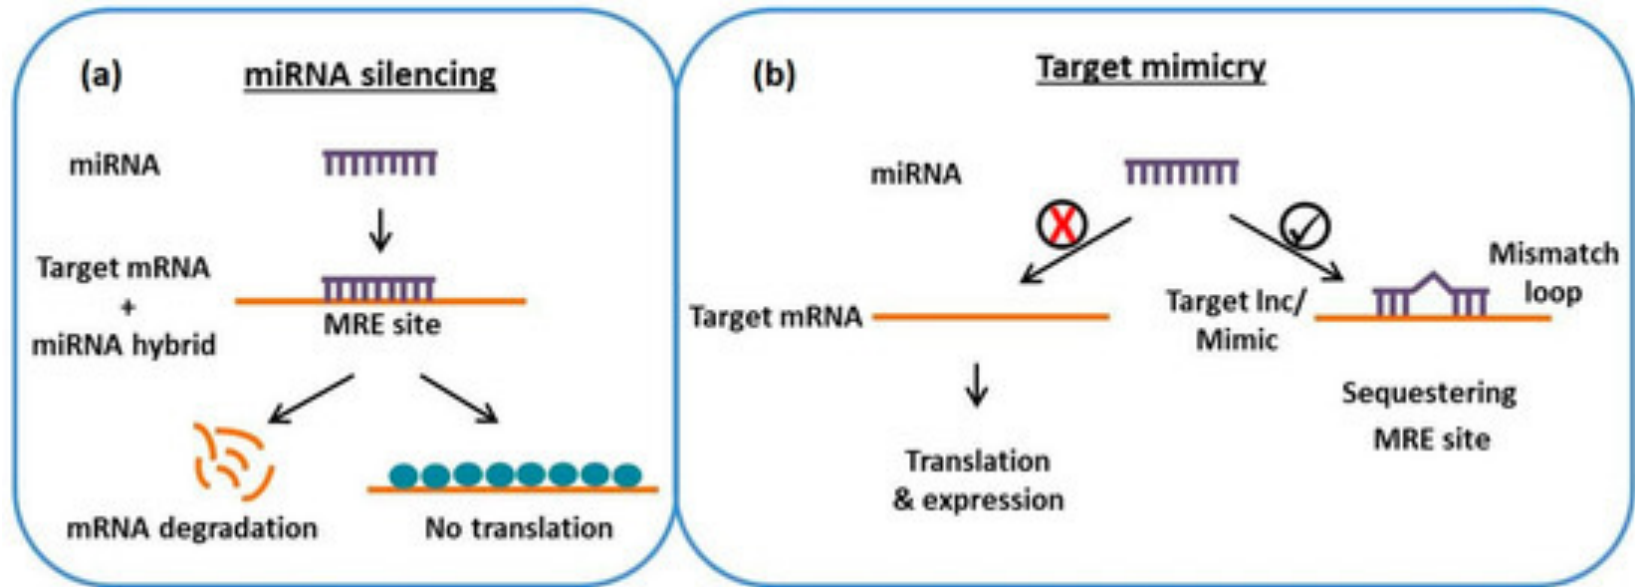 (a)
miRNA silencing
miRNA
Target mRNA
+
miRNA hybrid
MRE site
mRNA degradation
No translation
(b)
Target mimicry
miRNA
X
Target mRNA
Translation
& expression
Target lnc/
Mimic
Mismatch
loop
Sequestering
MRE site